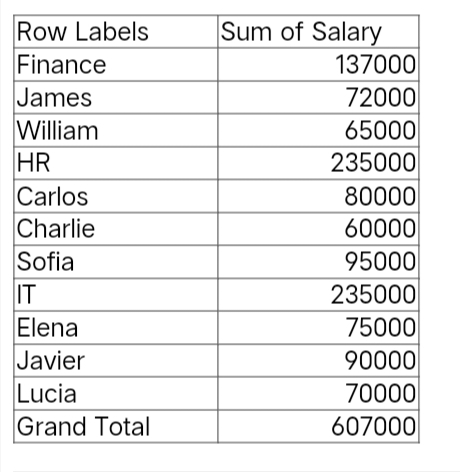 Row Labels Sum of Salary
Finance 137000
James 72000
William 65000
HR 235000
Carlos 80000
Charlie 60000
Sofia 95000
IT 235000
Elena 75000
Javier 90000
Lucia 70000
Grand Total 607000